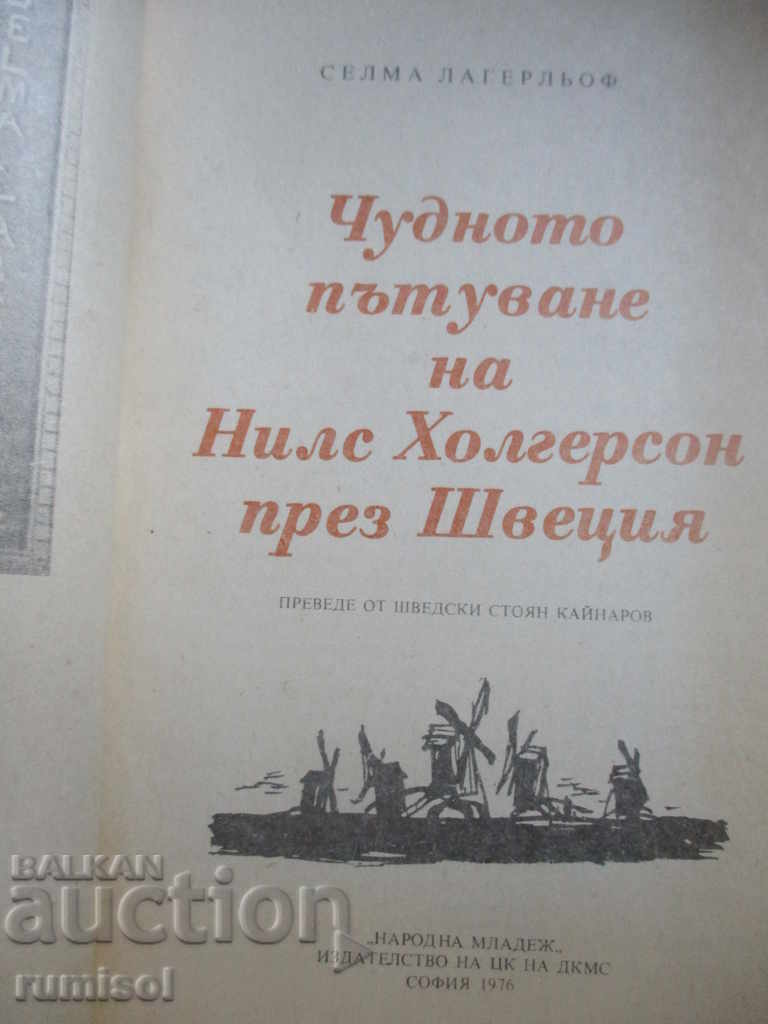 СЕЛМА ЛАГЕРЛЬОФ
Чудното
пътуване
на
Нилс Холгерсон
през Швеция
ПРЕВЕДЕ ОТ ШВЕДСКИ СТОЯН КАЙНАРОВ
„НАРОДНА МЛАДЕЖ„
ИЗДАТЕЛСТВО НА ЦК НА ДКМС
СОФИЯ 1976
BALKAN
auction
rumisol